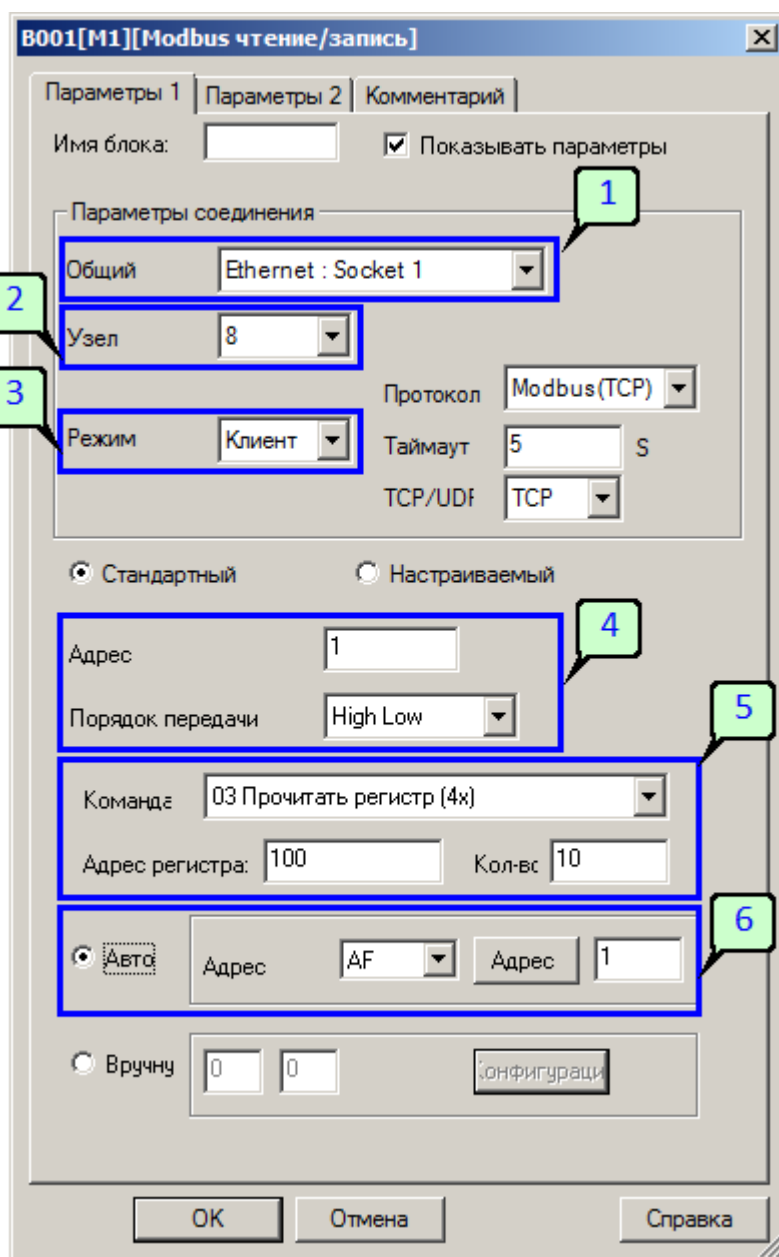 B001[M1][Modbus чтение/запись]
Параметры 1 Параметры 2 Комментарий
Имя блока: Показывать параметры
1
Параметры соединения
Общий Ethernet : Socket 1
2
Узел 8
3
Протокол Modbus(TCP)
Режим Клиент Таймаут 5 S
TCP/UDF TCP
Стандартный Настраиваемый
4
Адрес 1
Порядок передачи High Low
5
Команда 03 Прочитать регистр (4x)
Адрес регистра: 100 Кол-вс 10
6
Авто Адрес AF Адрес 1
Вручну 0 0 Конфигураци
OK Отмена Справка